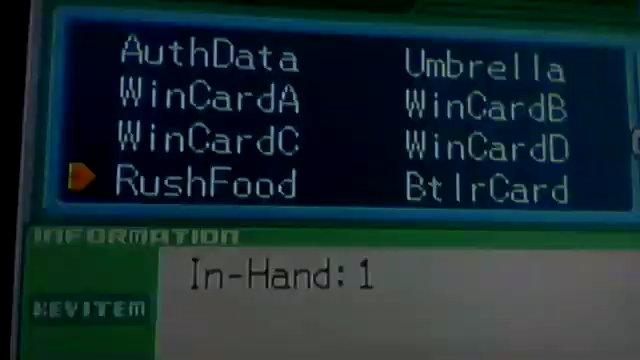 AuthData Umbrella
WinCardA WinCardB
WinCardC WinCardD
RushFood BtlrCard
INFORMATION
In-Hand: 1
KEYITEM